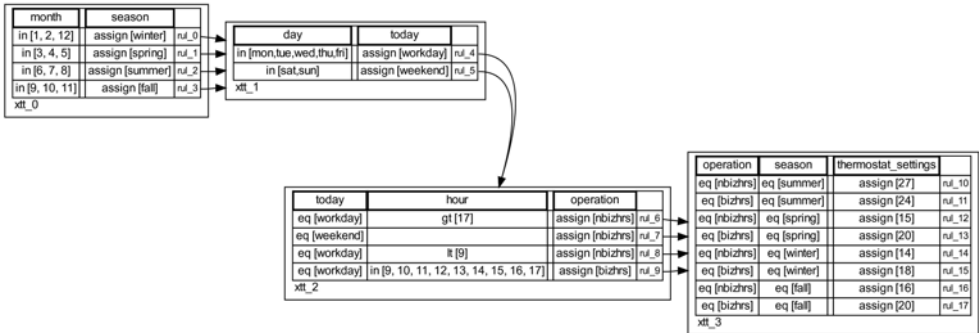 month season
in [1, 2, 12] assign [winter] rul_0
in [3, 4, 5] assign [spring] rul_1
in [6, 7, 8] assign [summer] rul_2
in [9, 10, 11] assign [fall] rul_3
xtt_0
day today
in [mon,tue,wed,thu,fri] assign [workday] rul_4
in [sat,sun] assign [weekend] rul_5
xtt_1
today hour operation
eq [workday] gt [17] assign [nbizhrs] rul_6
eq [weekend] assign [nbizhrs] rul_7
eq [workday] lt [9] assign [nbizhrs] rul_8
eq [workday] in [9, 10, 11, 12, 13, 14, 15, 16, 17] assign [bizhrs] rul_9
xtt_2
operation season thermostat_settings
eq [nbizhrs] eq [summer] assign [27] rul_10
eq [bizhrs] eq [summer] assign [24] rul_11
eq [nbizhrs] eq [spring] assign [15] rul_12
eq [bizhrs] eq [spring] assign [20] rul_13
eq [nbizhrs] eq [winter] assign [14] rul_14
eq [bizhrs] eq [winter] assign [18] rul_15
eq [nbizhrs] eq [fall] assign [16] rul_16
eq [bizhrs] eq [fall] assign [20] rul_17
xtt_3